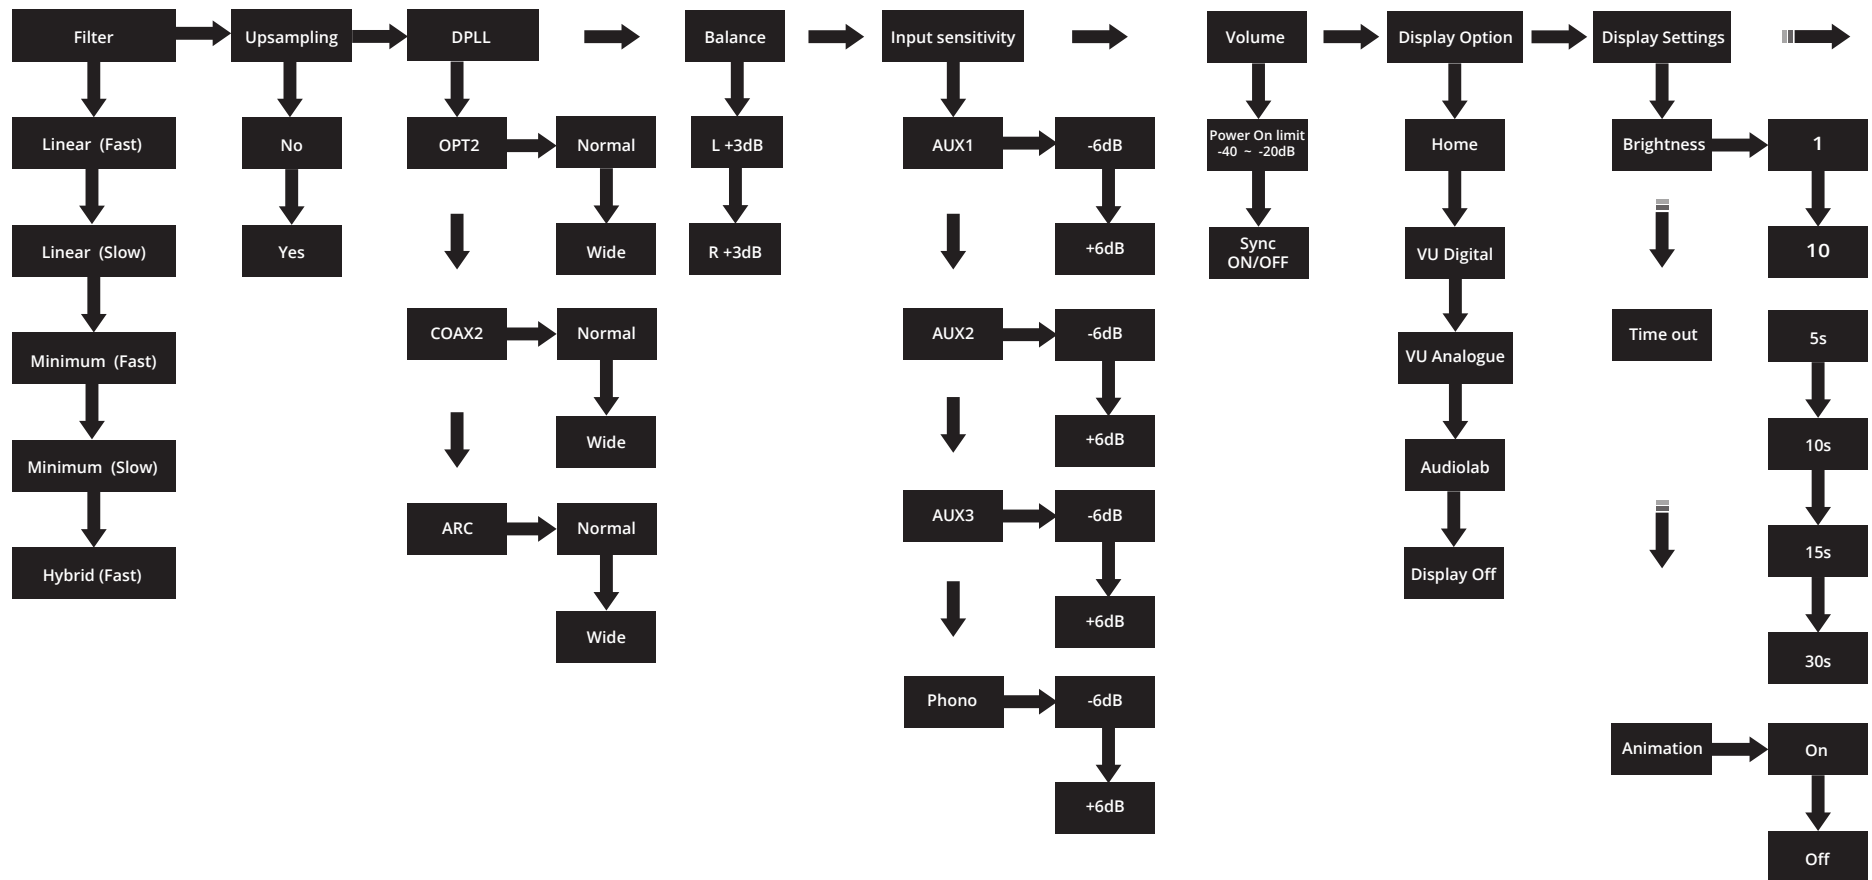 Filter
Upsampling
DPLL
Balance
Input sensitivity
Volume
Display Option
Display Settings
Linear (Fast)
Linear (Slow)
Minimum (Fast)
Minimum (Slow)
Hybrid (Fast)
No
Yes
OPT2
Normal
Wide
COAX2
Normal
Wide
ARC
Normal
Wide
L +3dB
R +3dB
AUX1
-6dB
+6dB
AUX2
-6dB
+6dB
AUX3
-6dB
+6dB
Phono
-6dB
+6dB
Power On limit
-40 ~ -20dB
Sync
ON/OFF
Home
VU Digital
VU Analogue
Audiolab
Display Off
Brightness
1
10
Time out
5s
10s
15s
30s
Animation
On
Off